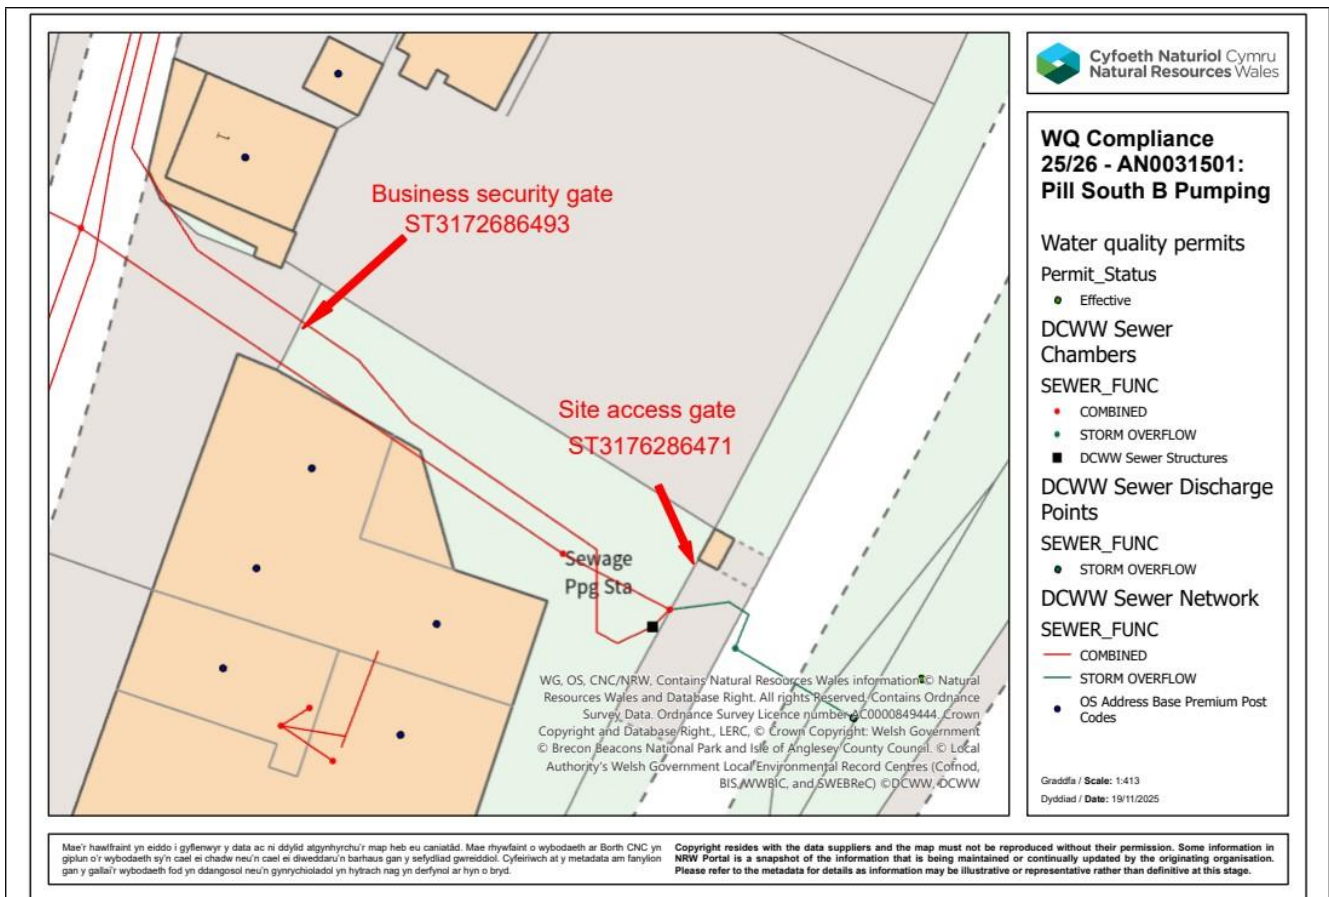 Cyfoeth Naturiol Cymru
Natural Resources Wales
1
Business security gate
ST3172686493
Site access gate
ST3176286471
Sewage
Ppg Sta
WG, OS, CNC/NRW, Contains Natural Resources Wales information © Natural
Resources Wales and Database Right. All rights Reserved, Contains Ordnance
Survey Data. Ordnance Survey Licence number AC0000849444. Crown
Copyright and Database Right., LERC, © Crown Copyright: Welsh Government
© Brecon Beacons National Park and Isle of Anglesey County Council. © Local
Authority's Welsh Government Local Environmental Record Centres (Cofnod,
BIS, WWBIC, and SWEBReC) ©DCWW, DCWW
WQ Compliance
25/26 - AN0031501:
Pill South B Pumping
Water quality permits
Permit_Status
Effective
DCWW Sewer
Chambers
SEWER_FUNC
COMBINED
STORM OVERFLOW
DCWW Sewer Structures
DCWW Sewer Discharge
Points
SEWER_FUNC
STORM OVERFLOW
DCWW Sewer Network
SEWER_FUNC
COMBINED
STORM OVERFLOW
OS Address Base Premium Post
Codes
Graddfa / Scale: 1:413
Dyddiad / Date: 19/11/2025
Mae'r hawlfraint yn eiddo i gyflenwyr y data ac ni ddylid atgynhyrchu'r map heb eu caniatâd. Mae rhywfaint o wybodaeth ar Borth CNC yn
giplun o'r wybodaeth sy'n cael ei chadw neu'n cael ei diweddaru'n barhaus gan y sefydliad gwreiddiol. Cyfeiriwch at y metadata am fanylion
gan y gallai'r wybodaeth fod yn ddangosol neu'n gynrychioladol yn hytrach nag yn derfynol ar hyn o bryd.
Copyright resides with the data suppliers and the map must not be reproduced without their permission. Some information in
NRW Portal is a snapshot of the information that is being maintained or continually updated by the originating organisation.
Please refer to the metadata for details as information may be illustrative or representative rather than definitive at this stage.